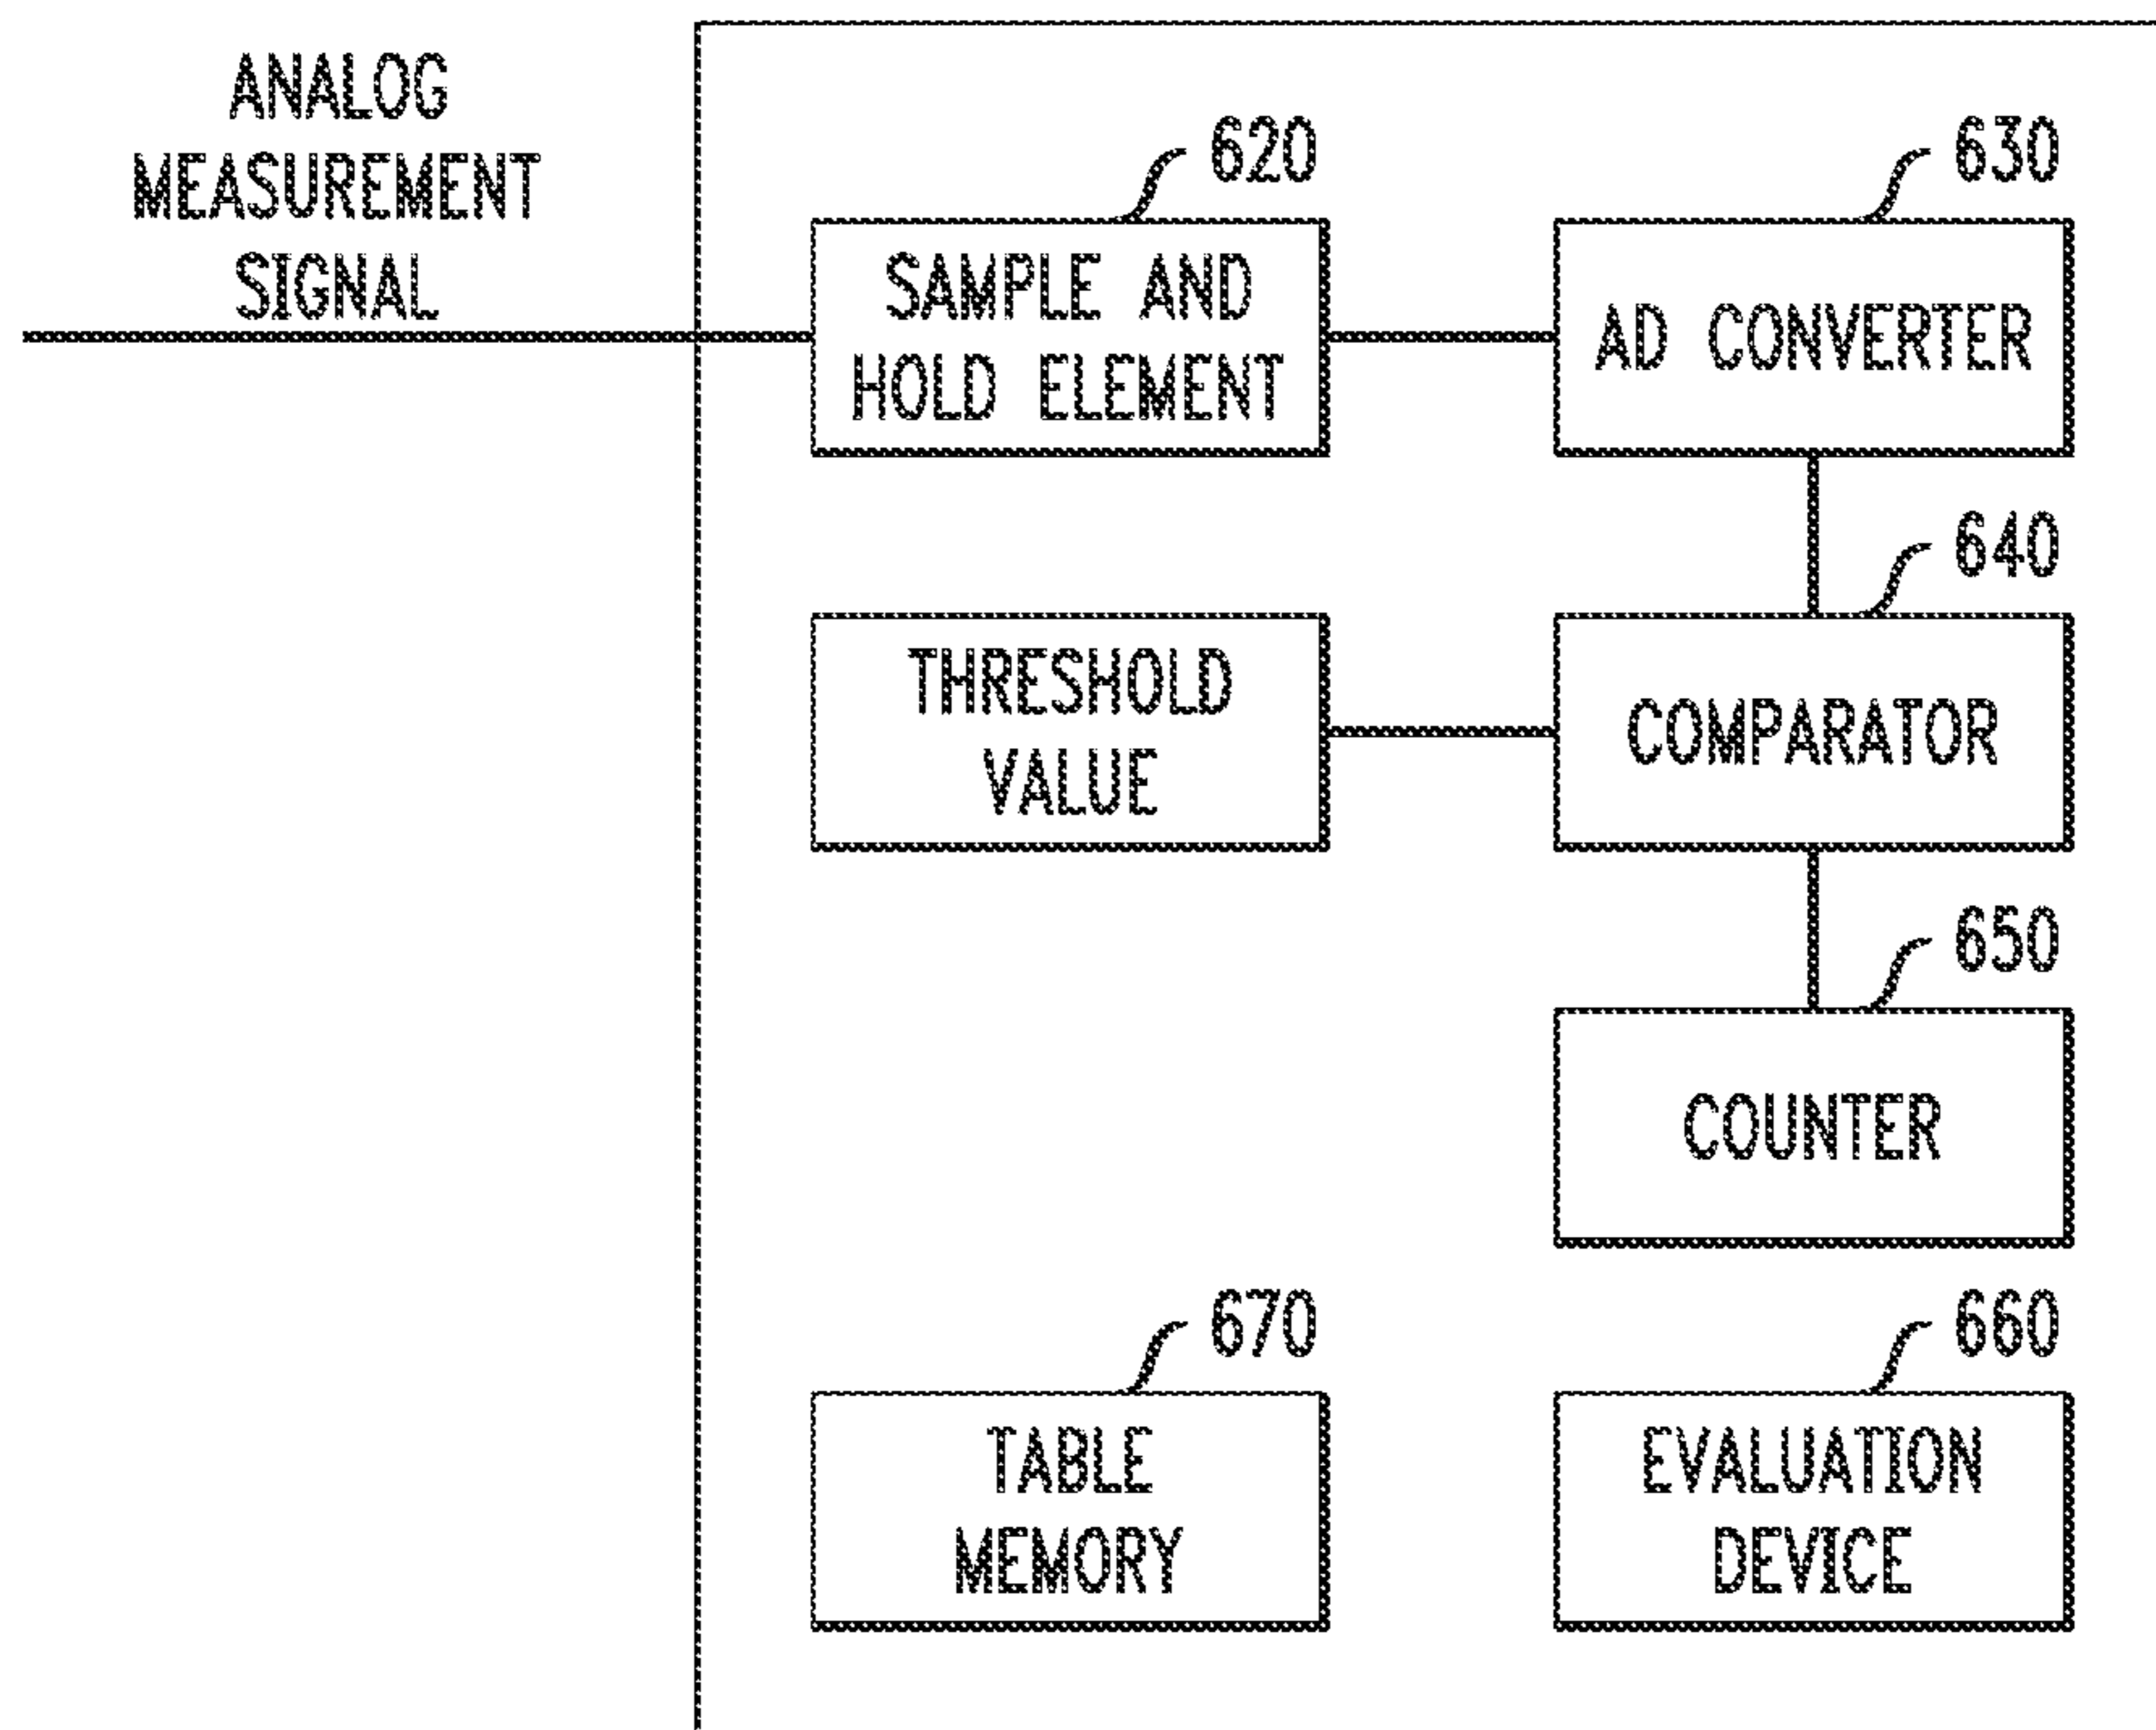 ANALOG
MEASUREMENT
SIGNAL
620
SAMPLE AND
HOLD ELEMENT
630
AD CONVERTER
640
THRESHOLD
VALUE
COMPARATOR
650
COUNTER
670
TABLE
MEMORY
660
EVALUATION
DEVICE